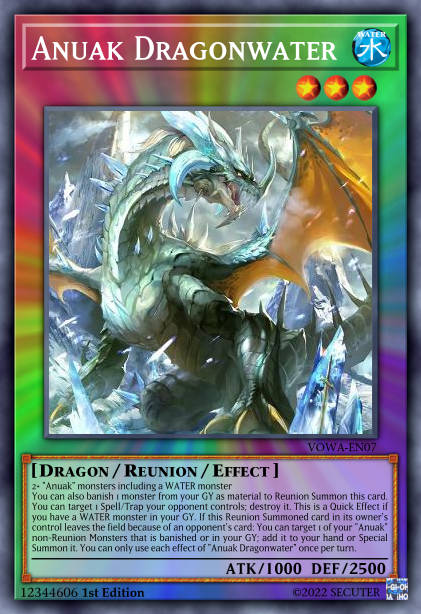 Anuak Dragonwater
WATER
水
VOWA-EN07
[Dragon / Reunion / Effect]
2+ "Anuak" monsters including a WATER monster
You can also banish 1 monster from your GY as material to Reunion Summon this card.
You can target 1 Spell/Trap your opponent controls; destroy it. This is a Quick Effect if
you have a WATER monster in your GY. If this Reunion Summoned card in its owner's
control leaves the field because of an opponent's card: You can target 1 of your "Anuak"
non-Reunion Monsters that is banished or in your GY; add it to your hand or Special
Summon it. You can only use each effect of "Anuak Dragonwater" once per turn.
ATK/1000 DEF/2500
12344606 1st Edition
©2022 SECUTER